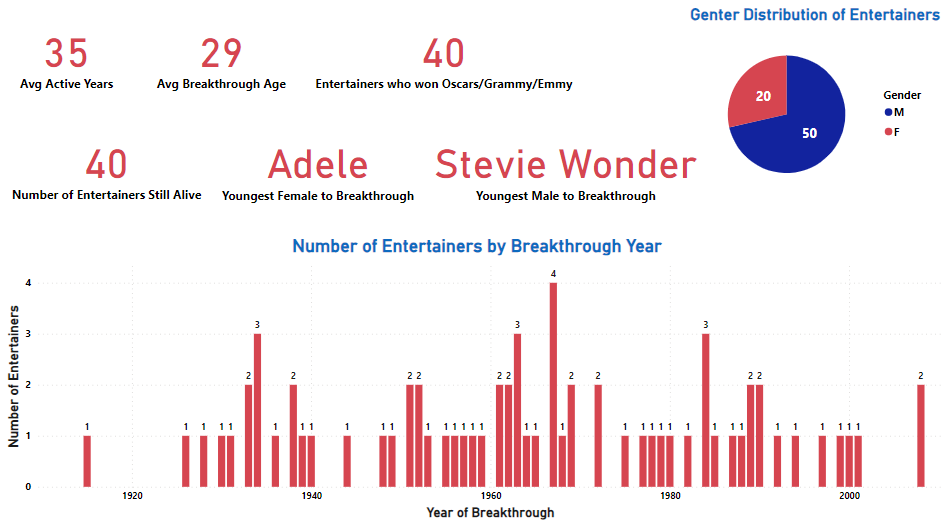 Genter Distribution of Entertainers
35
Avg Active Years
29
Avg Breakthrough Age
40
Entertainers who won Oscars/Grammy/Emmy
20
50
Gender
M
F
40
Number of Entertainers Still Alive
Adele
Youngest Female to Breakthrough
Stevie Wonder
Youngest Male to Breakthrough
Number of Entertainers by Breakthrough Year
Number of Entertainers
4
4
3 3 3
3
2 2 2 2 2 2 2 2 2 2 2
2
1 1 1 1 1 1 1 1 1 1 1 1 1 1 1 1 1 1 1 1 1 1 1 1 1 1 1 1 1 1 1 1 1 1 1
1
0
1920 1940 1960 1980 2000
Year of Breakthrough